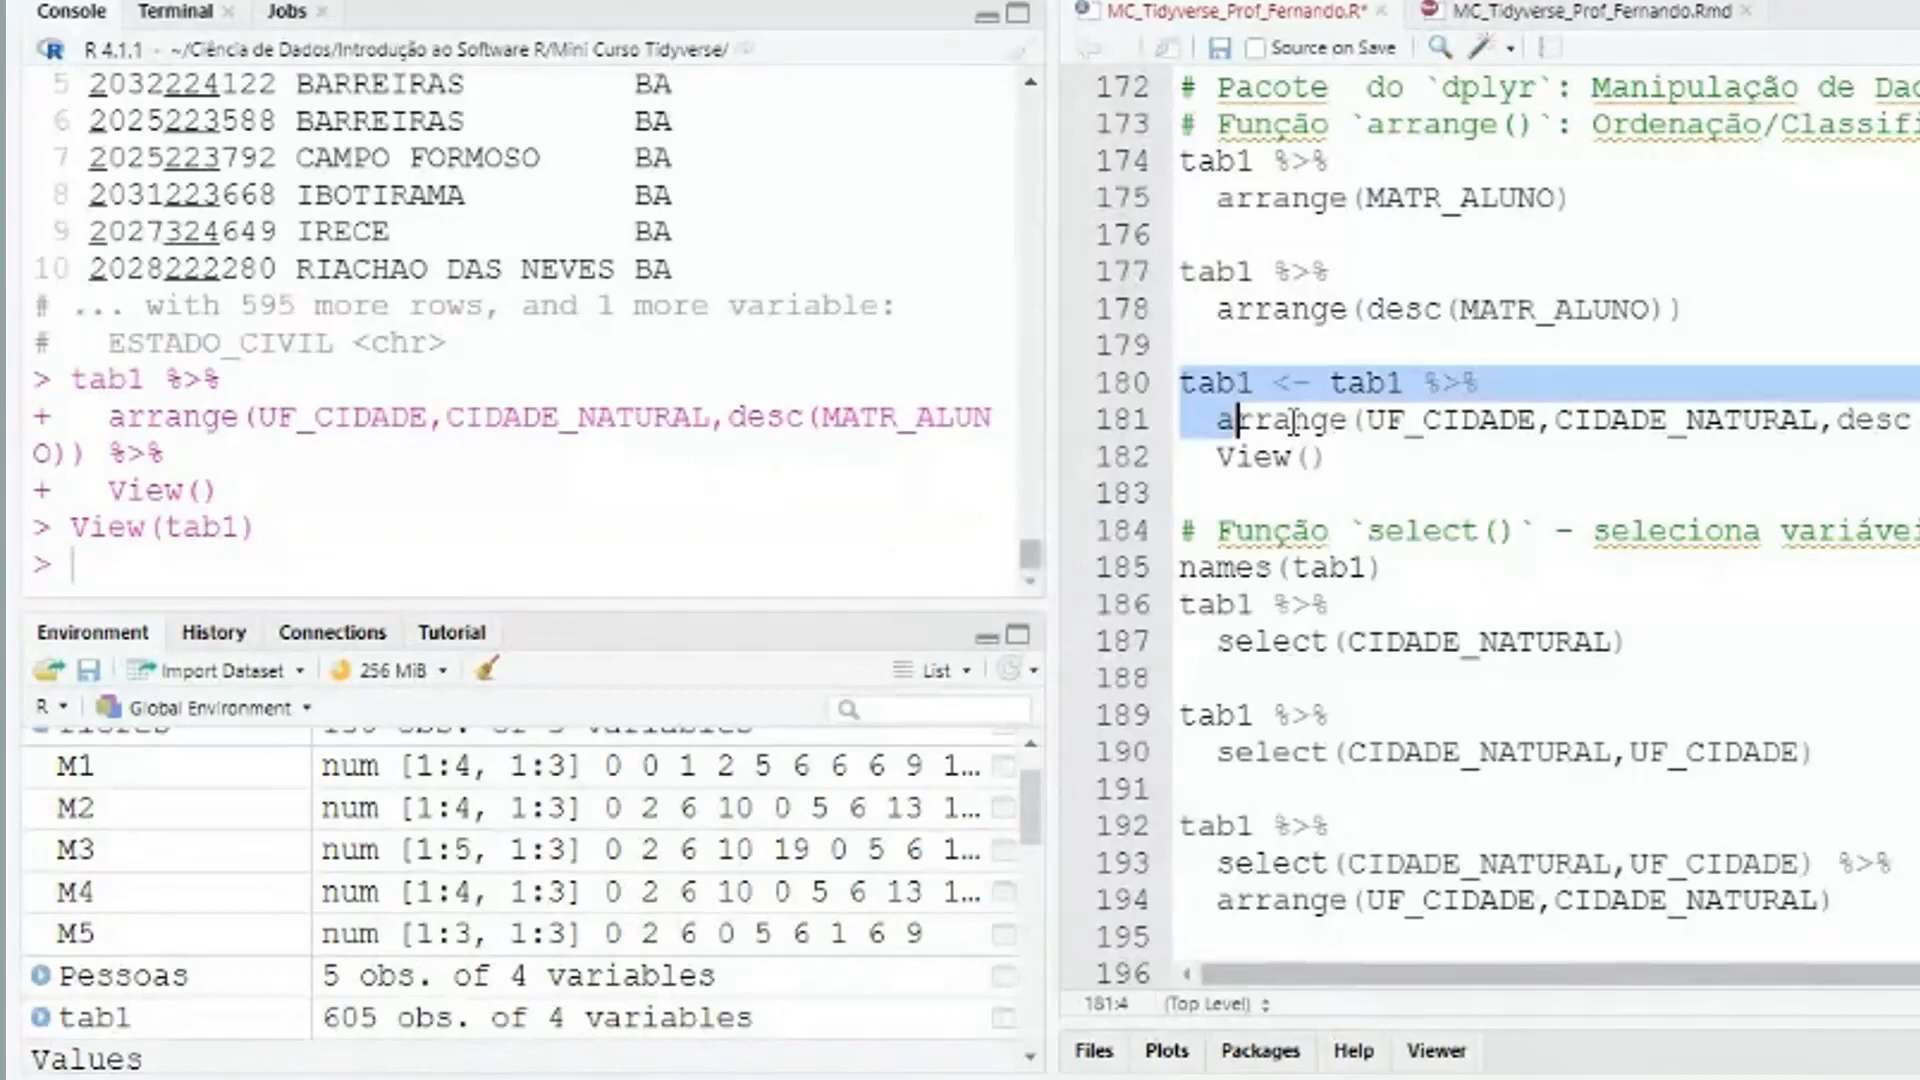 Console Terminal Jobs
R 4.1.1 · ~/Ciência de Dados/Introdução ao Software R/Mini Curso Tidyverse/
5 2032224122 BARREIRAS BA
6 2025223588 BARREIRAS BA
7 2025223792 CAMPO FORMOSO BA
8 2031223668 IBOTIRAMA BA
9 2027324649 IRECE BA
10 2028222280 RIACHAO DAS NEVES BA
# ... with 595 more rows, and 1 more variable:
# ESTADO_CIVIL <chr>
> tab1 %>%
+ arrange(UF_CIDADE,CIDADE_NATURAL,desc(MATR_ALUN
O)) %>%
+ View()
> View(tab1)
>
Environment History Connections Tutorial
Import Dataset 256 MiB List
R Global Environment
M1 num [1:4, 1:3] 0 0 1 2 5 6 6 6 9 1…
M2 num [1:4, 1:3] 0 2 6 10 0 5 6 13 1…
M3 num [1:5, 1:3] 0 2 6 10 19 0 5 6 1…
M4 num [1:4, 1:3] 0 2 6 10 0 5 6 13 1…
M5 num [1:3, 1:3] 0 2 6 0 5 6 1 6 9
Pessoas 5 obs. of 4 variables
tab1 605 obs. of 4 variables
Values
MC_Tidyverse_Prof_Fernando.R* MC_Tidyverse_Prof_Fernando.Rmd
Source on Save
172 # Pacote do `dplyr`: Manipulação de Dad
173 # Função `arrange()`: Ordenação/Classifi
174 tab1 %>%
175 arrange(MATR_ALUNO)
176
177 tab1 %>%
178 arrange(desc(MATR_ALUNO))
179
180 tab1 <- tab1 %>%
181 arrange(UF_CIDADE,CIDADE_NATURAL,desc
182 View()
183
184 # Função `select()` - seleciona variávei
185 names(tab1)
186 tab1 %>%
187 select(CIDADE_NATURAL)
188
189 tab1 %>%
190 select(CIDADE_NATURAL,UF_CIDADE)
191
192 tab1 %>%
193 select(CIDADE_NATURAL,UF_CIDADE) %>%
194 arrange(UF_CIDADE,CIDADE_NATURAL)
195
196
181:4 (Top Level)
Files Plots Packages Help Viewer